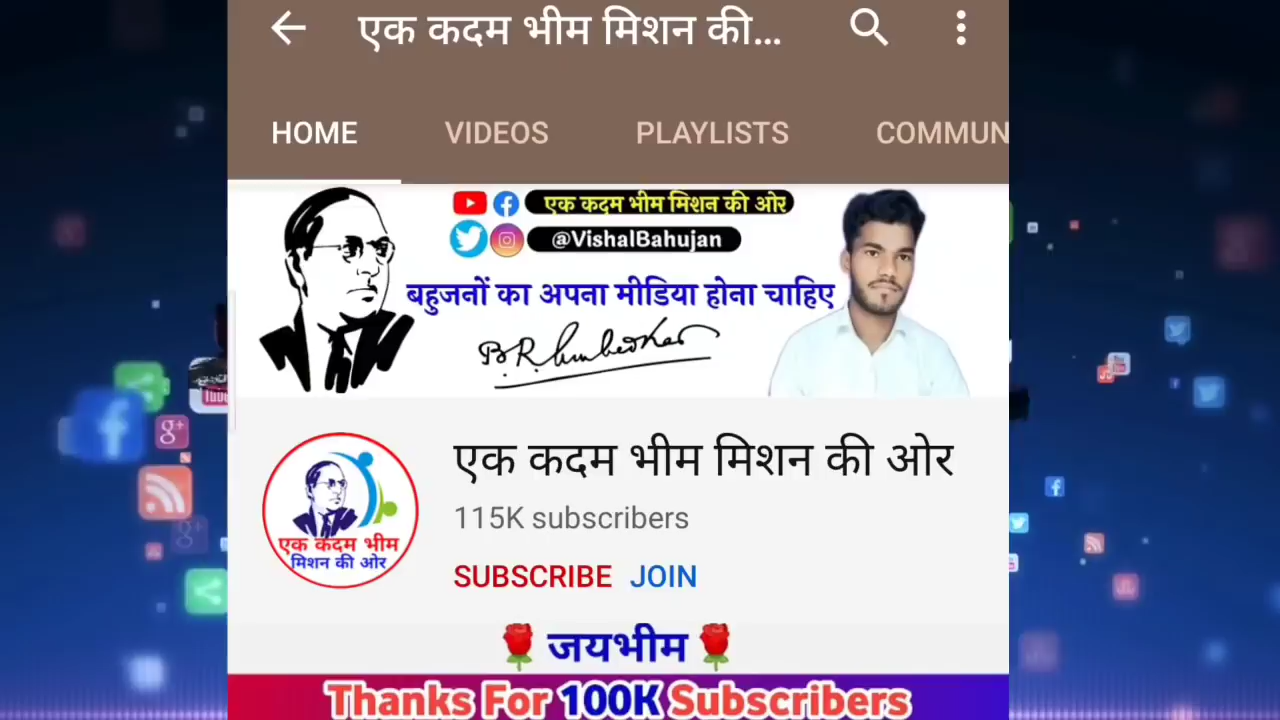 एक कदम भीम मिशन की...
HOME VIDEOS PLAYLISTS COMMUN
एक कदम भीम मिशन की ओर
@VishalBahujan
बहुजनों का अपना मीडिया होना चाहिए
B.R. Ambedkar
एक कदम भीम मिशन की ओर
115K subscribers
SUBSCRIBE JOIN
एक कदम भीम
मिशन की ओर
जयभीम
Thanks For 100K Subscribers